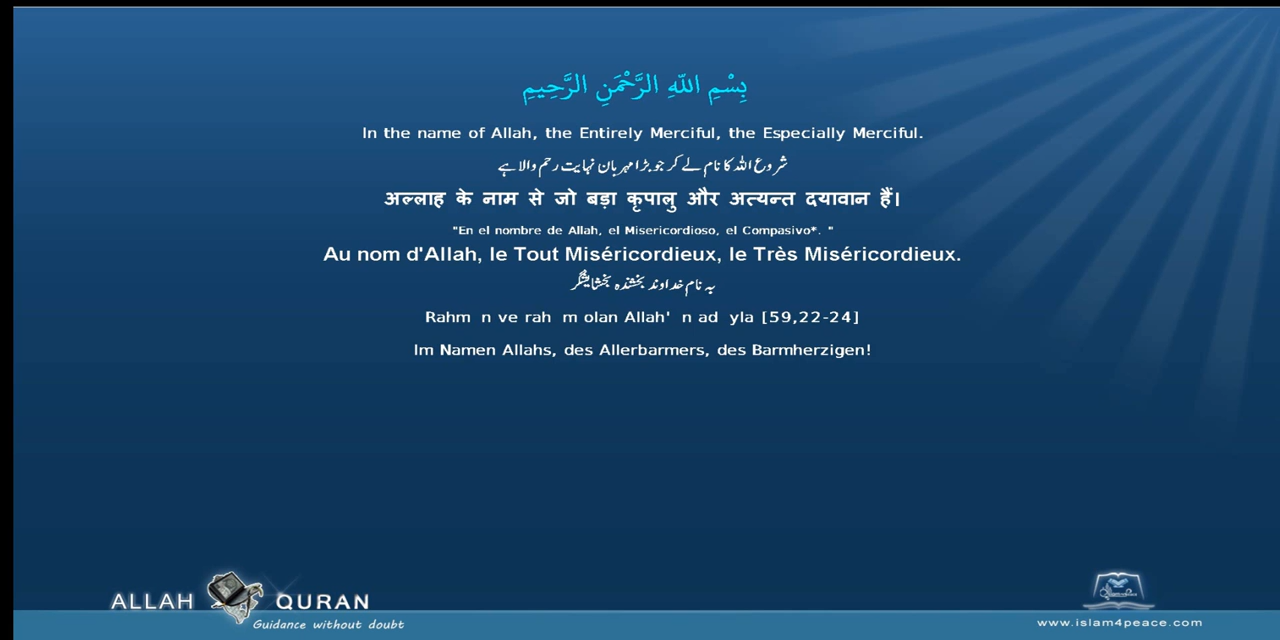 بِسْمِ اللّهِ الرَّحْمَنِ الرَّحِيمِ
In the name of Allah, the Entirely Merciful, the Especially Merciful.
شروع اللہ کا نام لے کر جو بڑا مہربان نہایت رحم والا ہے
अल्लाह के नाम से जो बड़ा कृपालु और अत्यन्त दयावान हैं।
"En el nombre de Allah, el Misericordioso, el Compasivo*. "
Au nom d'Allah, le Tout Miséricordieux, le Très Miséricordieux.
به نام خداوند بخشنده بخشایشگر
Rahm n ve rah m olan Allah' n ad yla [59,22-24]
Im Namen Allahs, des Allerbarmers, des Barmherzigen!
ALLAH QURAN
Guidance without doubt
www.islam4peace.com